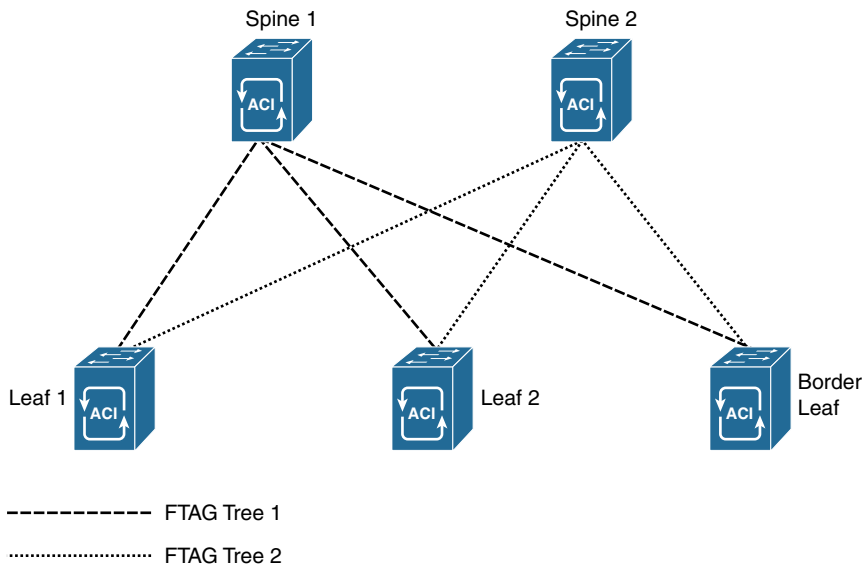 Spine 1
Spine 2
ACI
ACI
Leaf 1
ACI
Leaf 2
ACI
Border
Leaf
ACI
FTAG Tree 1
FTAG Tree 2